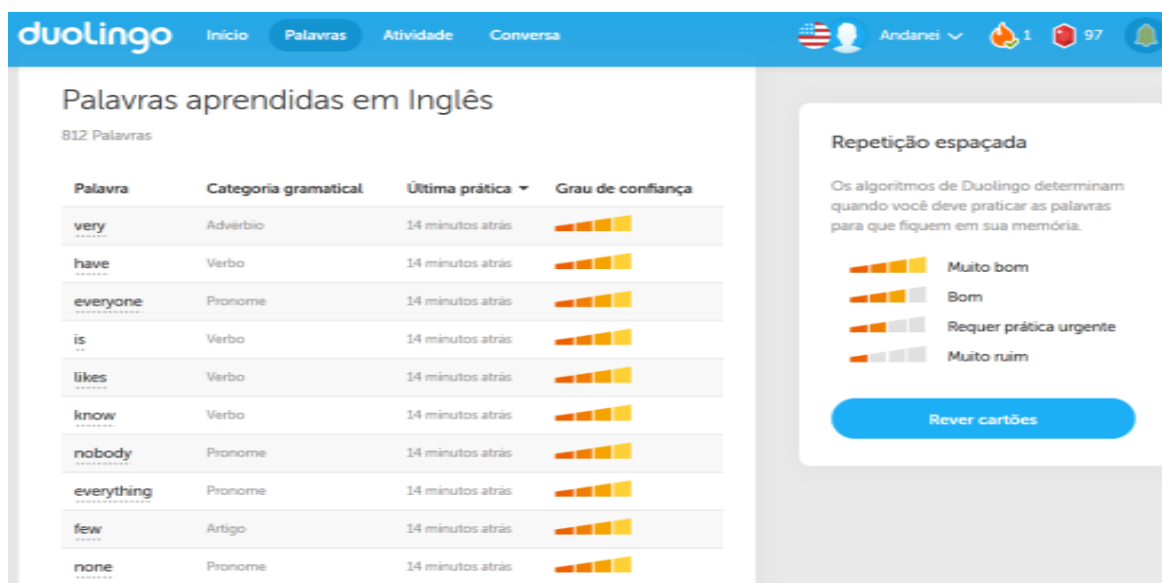 duolingo Início Palavras Atividade Conversa Andanei 1 97
Palavras aprendidas em Inglês
812 Palavras
Palavra Categoria gramatical Última prática Grau de confiança
very Advérbio 14 minutos atrás
have Verbo 14 minutos atrás
everyone Pronome 14 minutos atrás
is Verbo 14 minutos atrás
likes Verbo 14 minutos atrás
know Verbo 14 minutos atrás
nobody Pronome 14 minutos atrás
everything Pronome 14 minutos atrás
few Artigo 14 minutos atrás
none Pronome 14 minutos atrás
Repetição espaçada
Os algoritmos de Duolingo determinam
quando você deve praticar as palavras
para que fiquem em sua memória.
Muito bom
Bom
Requer prática urgente
Muito ruim
Rever cartões